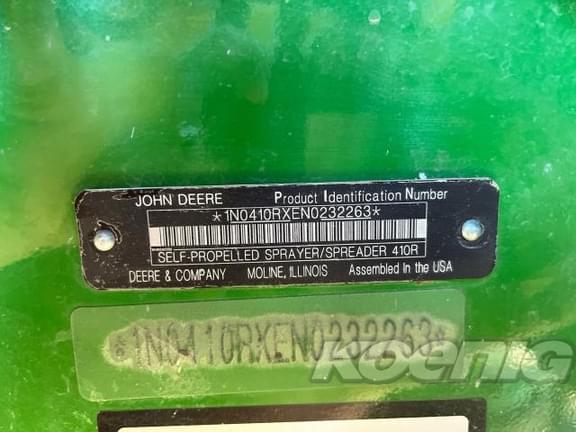 JOHN DEERE Product Identification Number
*1N0410RXEN0232263*
SELF-PROPELLED SPRAYER/SPREADER 410R
DEERE & COMPANY MOLINE, ILLINOIS Assembled In the USA
*1N0410RXEN0232263*
Koenig